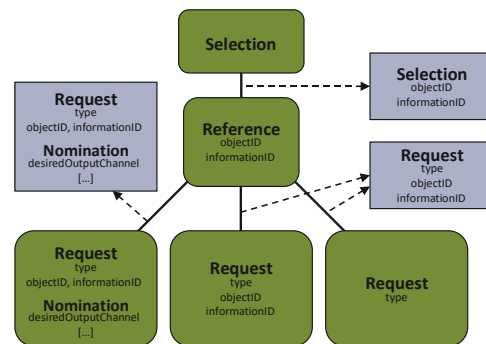 Selection
Selection
objectID
informationID
Request
type
objectID, informationID
Nomination
desiredOutputChannel
[...]
Reference
objectID
informationID
Request
type
objectID
informationID
Request
type
objectID, informationID
Nomination
desiredOutputChannel
[...]
Request
type
objectID
informationID
Request
type